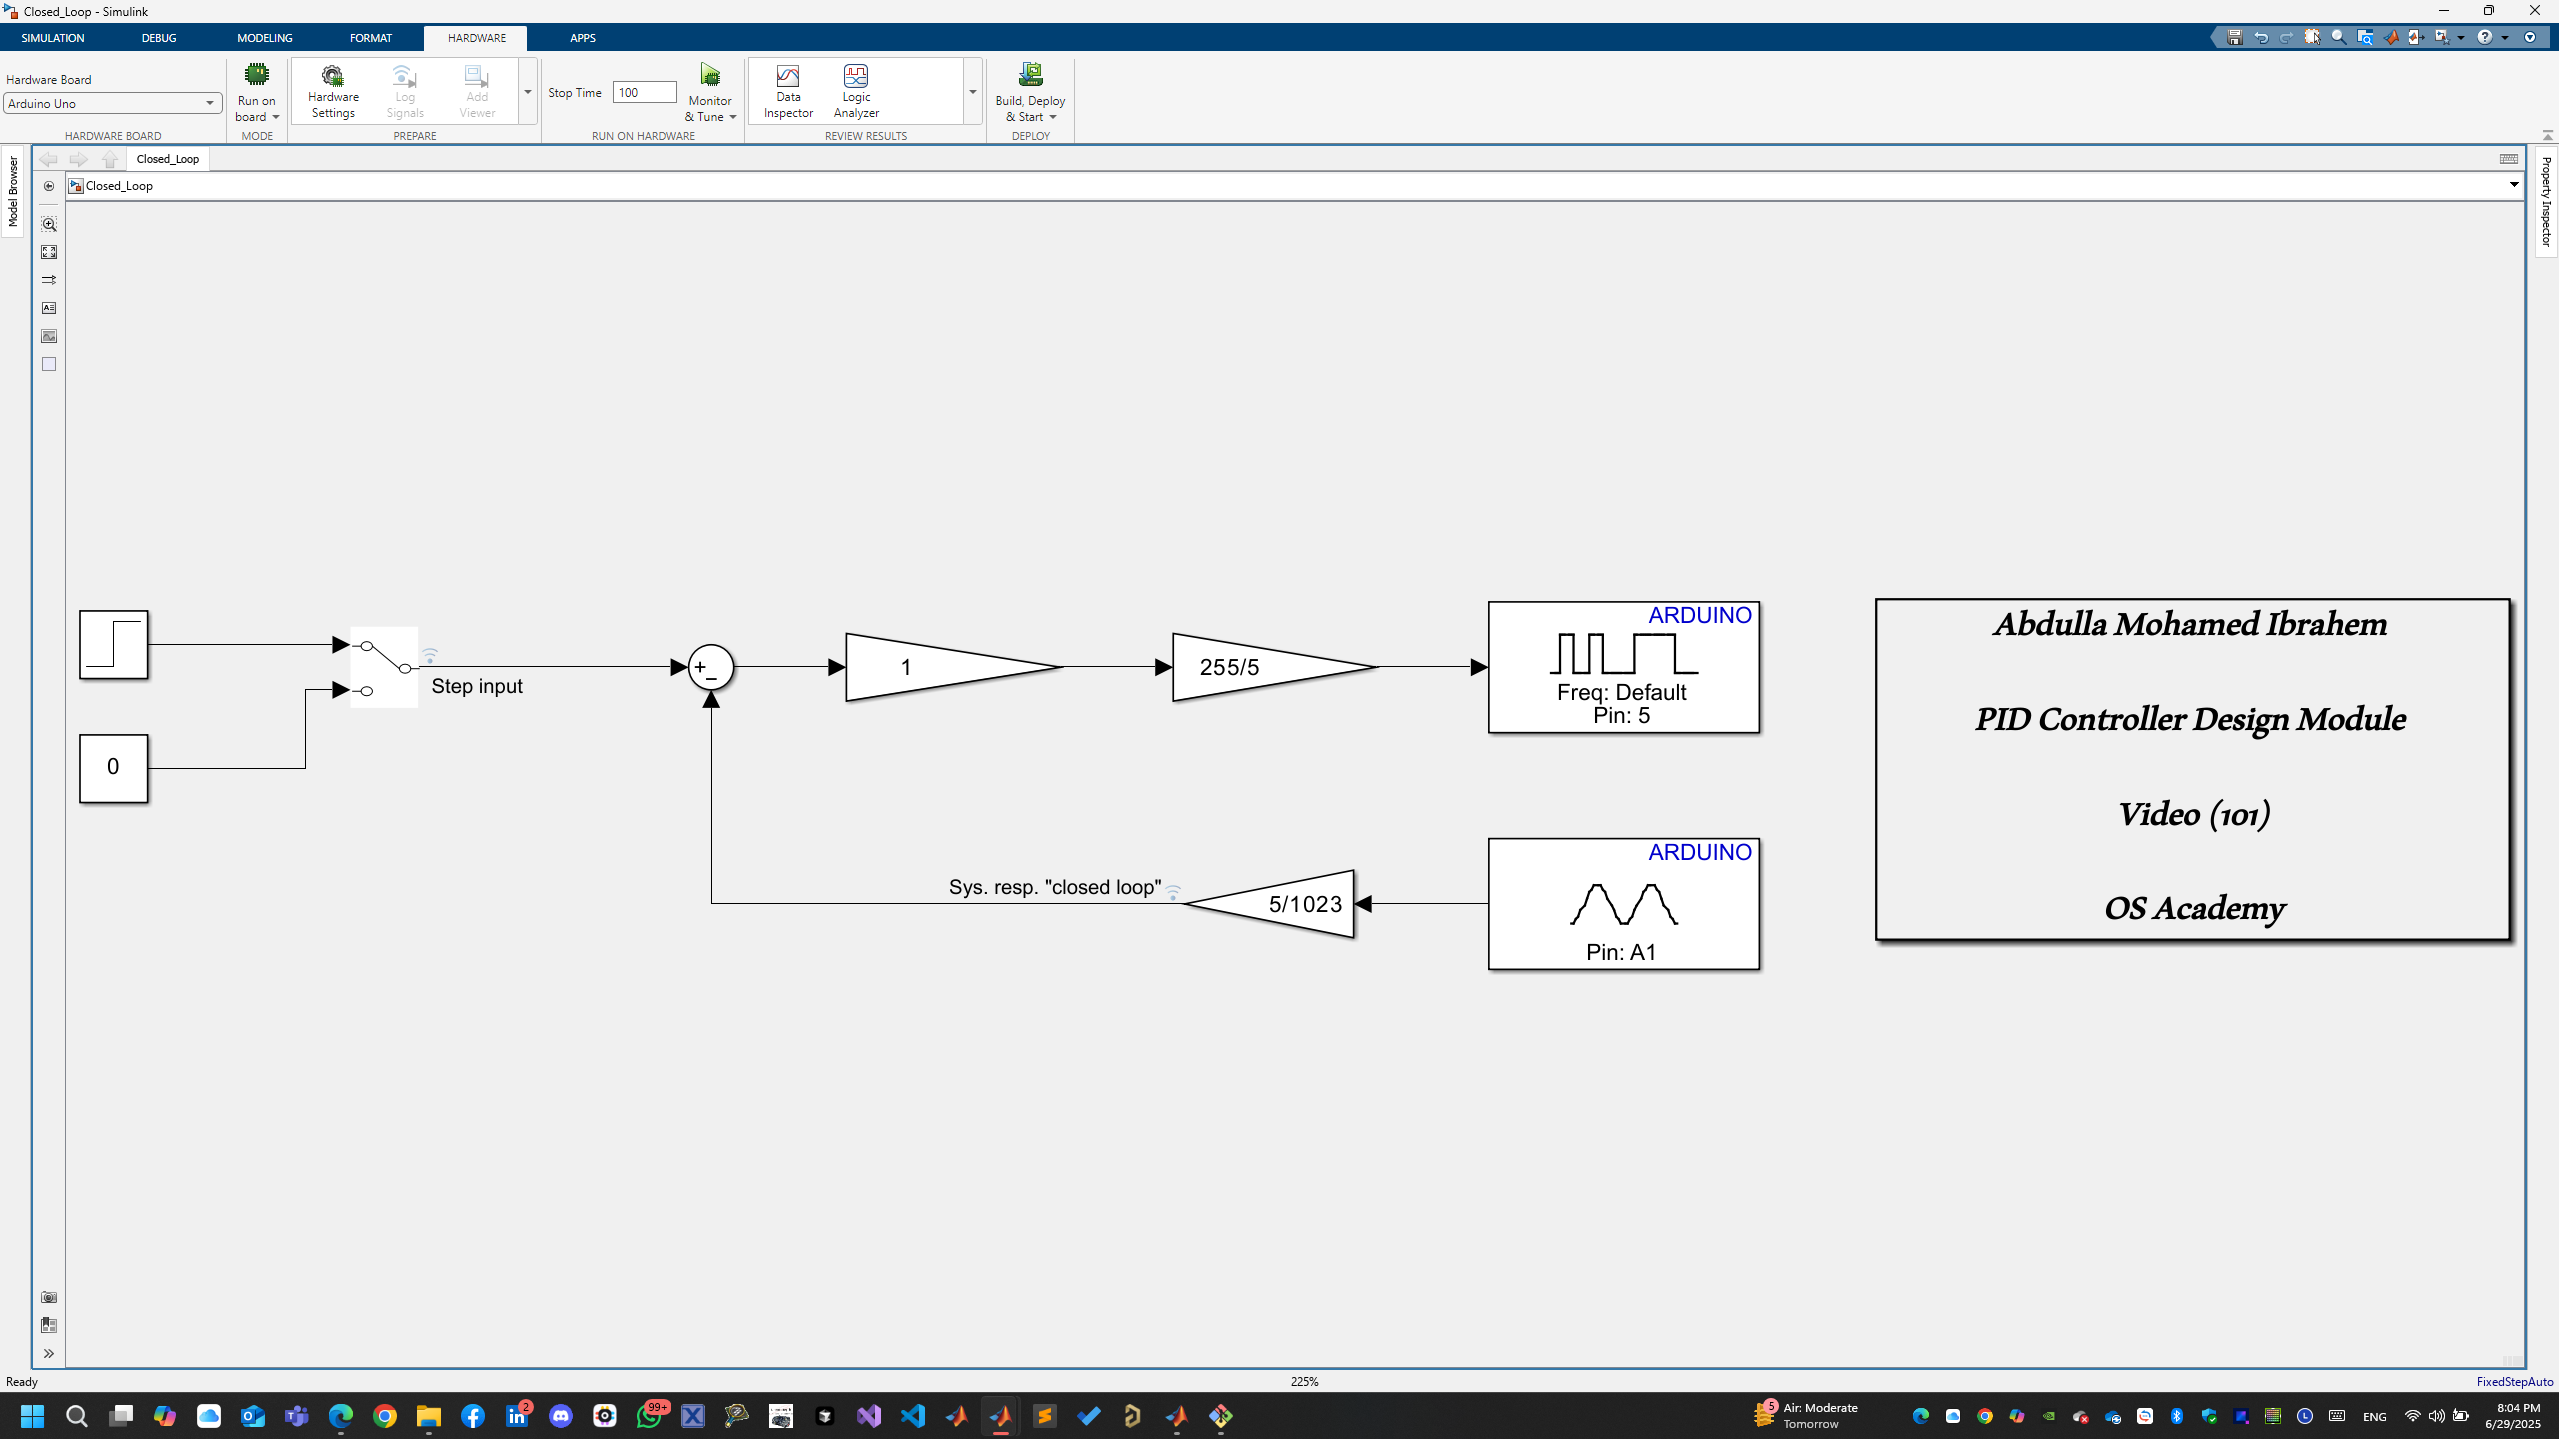 Closed_Loop - Simulink
SIMULATION
DEBUG
MODELING
FORMAT
HARDWARE
APPS
Hardware Board
Arduino Uno
HARDWARE BOARD
Run on
board
MODE
Hardware
Settings
Log
Signals
Add
Viewer
PREPARE
Stop Time
100
Monitor
& Tune
RUN ON HARDWARE
Data
Inspector
Logic
Analyzer
REVIEW RESULTS
Build, Deploy
& Start
DEPLOY
Model Browser
Closed_Loop
Closed_Loop
Property Inspector
Step input
+
−
1
255/5
ARDUINO
Freq: Default
Pin: 5
0
Sys. resp. "closed loop"
5/1023
ARDUINO
Pin: A1
Abdulla Mohamed Ibrahem
PID Controller Design Module
Video (101)
OS Academy
Ready
225%
FixedStepAuto
2
99+
5
Air: Moderate
Tomorrow
ENG
8:04 PM
6/29/2025